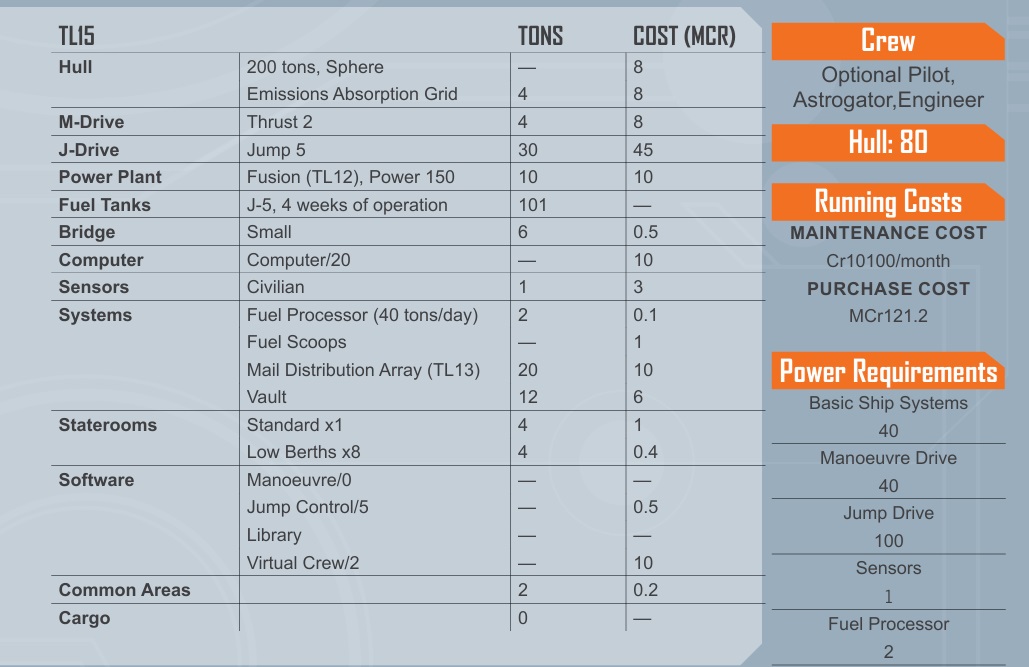 TL15 TONS COST (MCR)
Hull 200 tons, Sphere — 8
Emissions Absorption Grid 4 8
M-Drive Thrust 2 4 8
J-Drive Jump 5 30 45
Power Plant Fusion (TL12), Power 150 10 10
Fuel Tanks J-5, 4 weeks of operation 101 —
Bridge Small 6 0.5
Computer Computer/20 — 10
Sensors Civilian 1 3
Systems Fuel Processor (40 tons/day) 2 0.1
Fuel Scoops — 1
Mail Distribution Array (TL13) 20 10
Vault 12 6
Staterooms Standard x1 4 1
Low Berths x8 4 0.4
Software Manoeuvre/0 — —
Jump Control/5 — 0.5
Library — —
Virtual Crew/2 — 10
Common Areas 2 0.2
Cargo 0 —
Crew
Optional Pilot,
Astrogator,Engineer
Hull: 80
Running Costs
MAINTENANCE COST
Cr10100/month
PURCHASE COST
MCr121.2
Power Requirements
Basic Ship Systems
40
Manoeuvre Drive
40
Jump Drive
100
Sensors
1
Fuel Processor
2